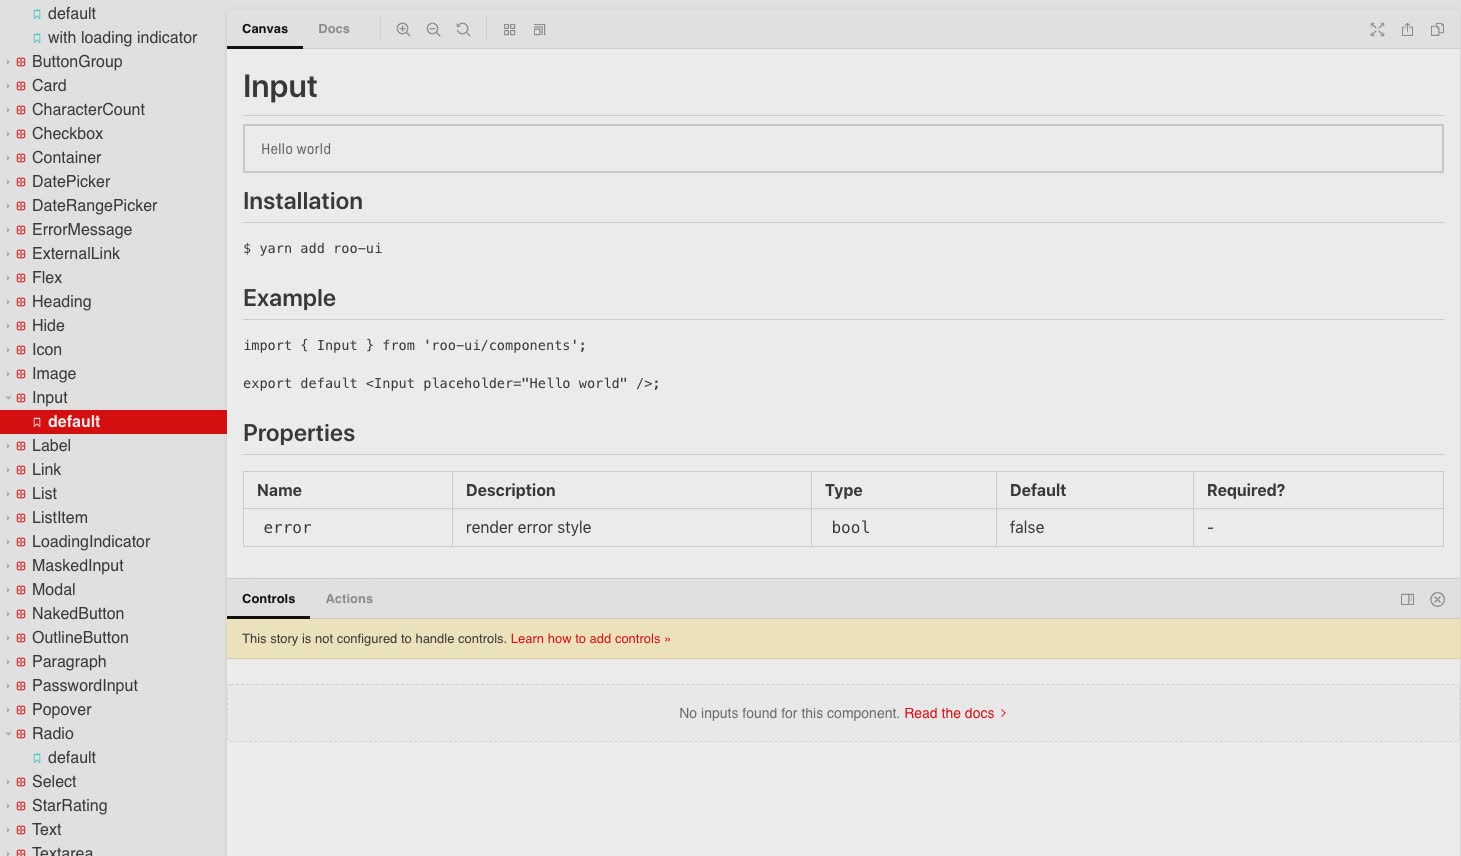 default
with loading indicator
ButtonGroup
Card
CharacterCount
Checkbox
Container
DatePicker
DateRangePicker
ErrorMessage
ExternalLink
Flex
Heading
Hide
Icon
Image
Input
default
Label
Link
List
ListItem
LoadingIndicator
MaskedInput
Modal
NakedButton
OutlineButton
Paragraph
PasswordInput
Popover
Radio
default
Select
StarRating
Text
Textarea
Canvas Docs
Input
Hello world
Installation
$ yarn add roo-ui
Example
import { Input } from 'roo-ui/components';
export default <Input placeholder="Hello world" />;
Properties
Name Description Type Default Required?
error render error style bool false -
Controls Actions
This story is not configured to handle controls. Learn how to add controls »
No inputs found for this component. Read the docs >